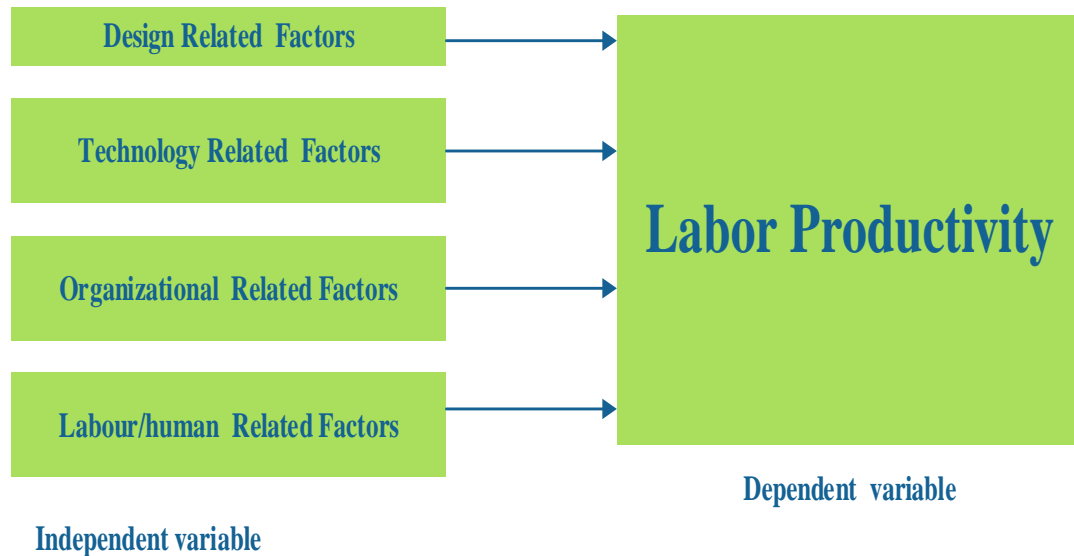 Design Related Factors
Technology Related Factors
Organizational Related Factors
Labour/human Related Factors
Labor Productivity
Dependent variable
Independent variable